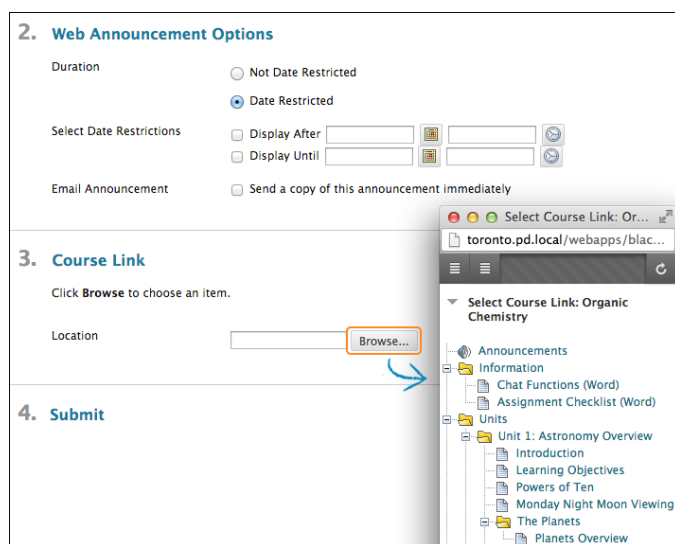 2. Web Announcement Options
Duration
Not Date Restricted
Date Restricted
Select Date Restrictions
Display After
Display Until
Email Announcement
Send a copy of this announcement immediately
3. Course Link
Click Browse to choose an item.
Location
Browse...
4. Submit
Select Course Link: Or...
toronto.pd.local/webapps/blac...
Select Course Link: Organic
Chemistry
Announcements
Information
Chat Functions (Word)
Assignment Checklist (Word)
Units
Unit 1: Astronomy Overview
Introduction
Learning Objectives
Powers of Ten
Monday Night Moon Viewing
The Planets
Planets Overview